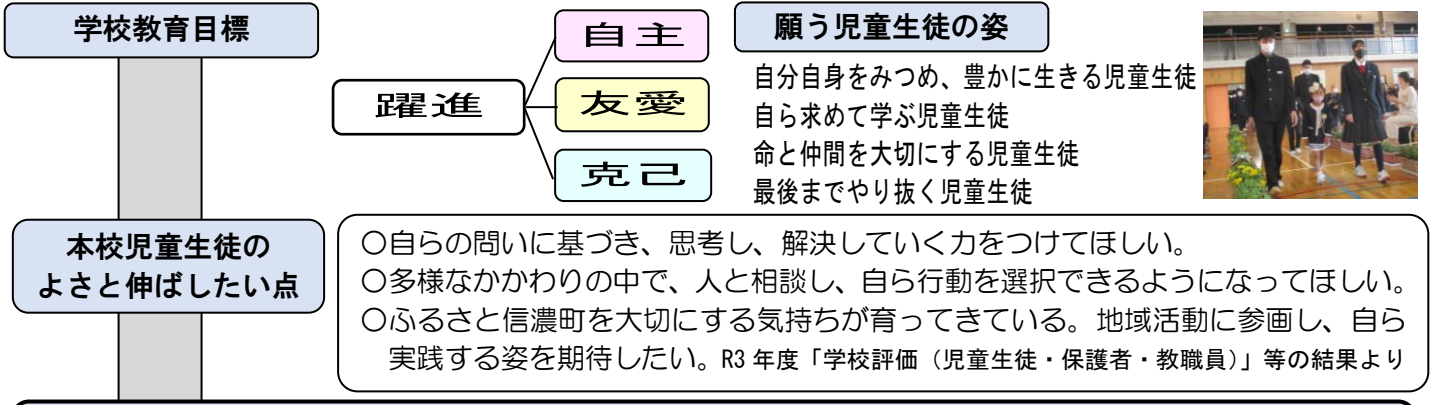 学校教育目標
躍進
自主
友愛
克己
願う児童生徒の姿
自分自身をみつめ、豊かに生きる児童生徒
自ら求めて学ぶ児童生徒
命と仲間を大切にする児童生徒
最後までやり抜く児童生徒
本校児童生徒の
よさと伸ばしたい点
○自らの問いに基づき、思考し、解決していく力をつけてほしい。
○多様なかかわりの中で、人と相談し、自ら行動を選択できるようになってほしい。
○ふるさと信濃町を大切にする気持ちが育ってきている。地域活動に参画し、自ら
実践する姿を期待したい。R3年度「学校評価（児童生徒・保護者・教職員）」等の結果より